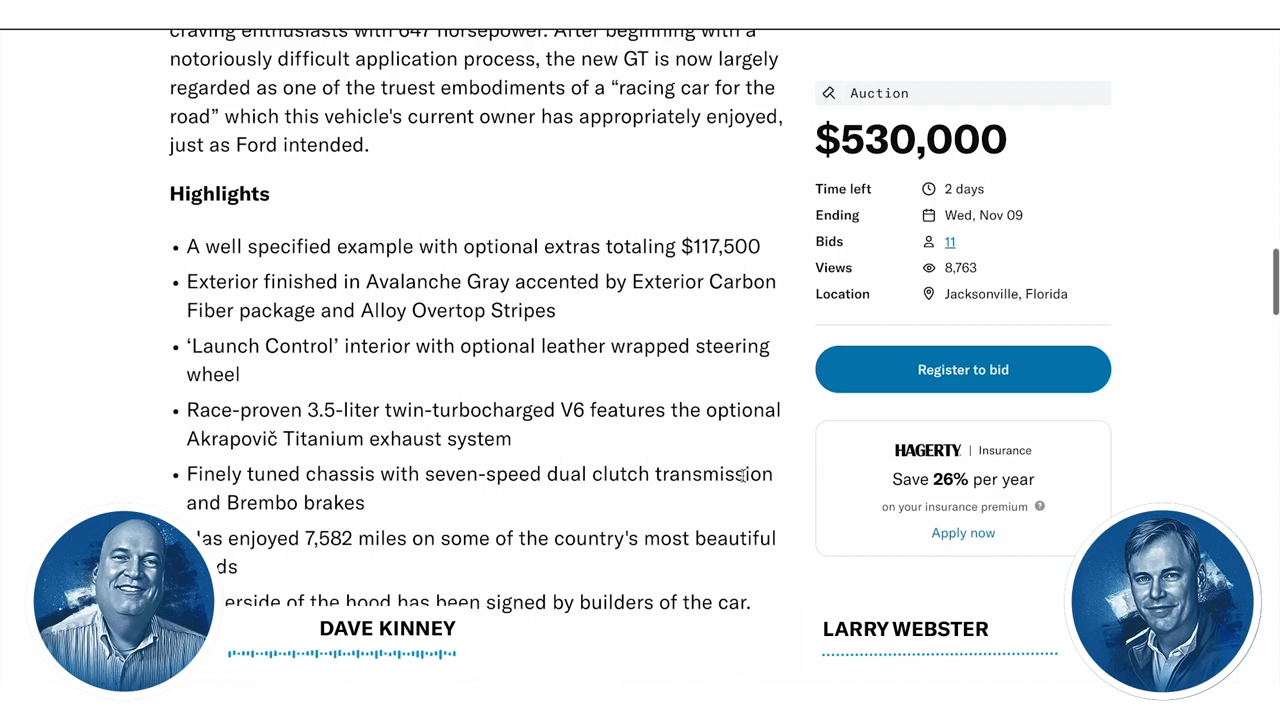 craving enthusiasts with 647 horsepower. After beginning with a
notoriously difficult application process, the new GT is now largely
regarded as one of the truest embodiments of a “racing car for the
road” which this vehicle's current owner has appropriately enjoyed,
just as Ford intended.
Highlights
• A well specified example with optional extras totaling $117,500
• Exterior finished in Avalanche Gray accented by Exterior Carbon
Fiber package and Alloy Overtop Stripes
• ‘Launch Control’ interior with optional leather wrapped steering
wheel
• Race-proven 3.5-liter twin-turbocharged V6 features the optional
Akrapovič Titanium exhaust system
• Finely tuned chassis with seven-speed dual clutch transmission
and Brembo brakes
enjoyed 7,582 miles on some of the country's most beautiful
of the hood has been signed by builders of the car.
Auction
$530,000
Time left 2 days
Ending Wed, Nov 09
Bids 11
Views 8,763
Location Jacksonville, Florida
Register to bid
HAGERTY | Insurance
Save 26% per year
on your insurance premium ?
Apply now
DAVE KINNEY
LARRY WEBSTER